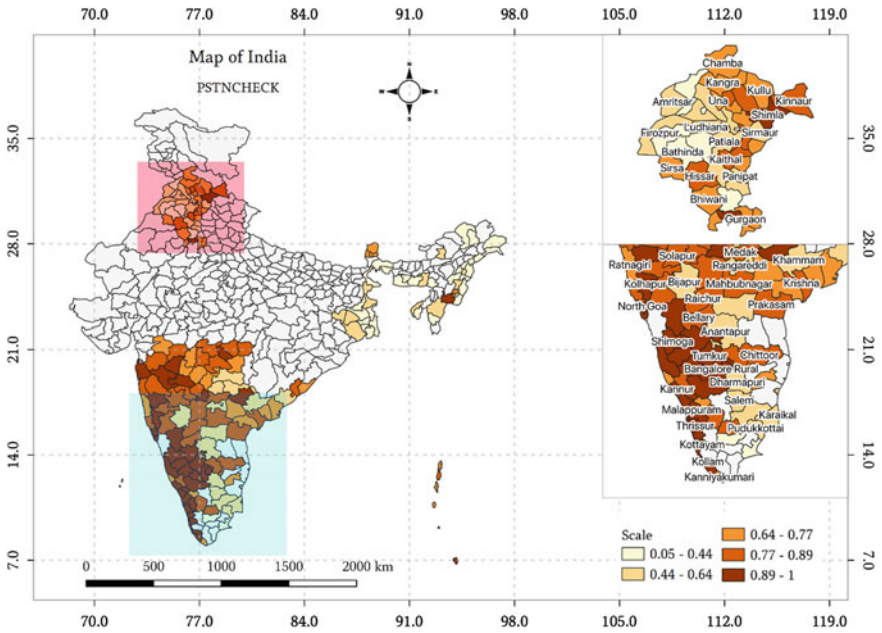 70.0 77.0 84.0 91.0 98.0 105.0 112.0 119.0
Map of India
PSTNCHECK
N
W E
S
35.0
28.0
21.0
14.0
7.0
Chamba
Kangra
Kullu
Amritsar
Una
Kinnaur
Shimla
Firozpur
Ludhiana
Sirmaur
Patiala
Bathinda
Kaithal
Sirsa
Hissar
Panipat
Bhiwani
Gurgaon
35.0
28.0
21.0
14.0
7.0
Ratnagiri
Solapur
Medak
Khammam
Rangareddi
Kolhapur
Bijapur
Mahbubnagar
Krishna
North Goa
Raichur
Prakasam
Bellary
Anantapur
Shimoga
Tumkur
Chittoor
Bangalore Rural
Kannur
Dharmapuri
Salem
Malappuram
Karaikal
Thrissur
Pudukkottai
Kottayam
Kollam
Kanniyakumari
Scale
0.05 - 0.44
0.44 - 0.64
0.64 - 0.77
0.77 - 0.89
0.89 - 1
0 500 1000 1500 2000 km
70.0 77.0 84.0 91.0 98.0 105.0 112.0 119.0